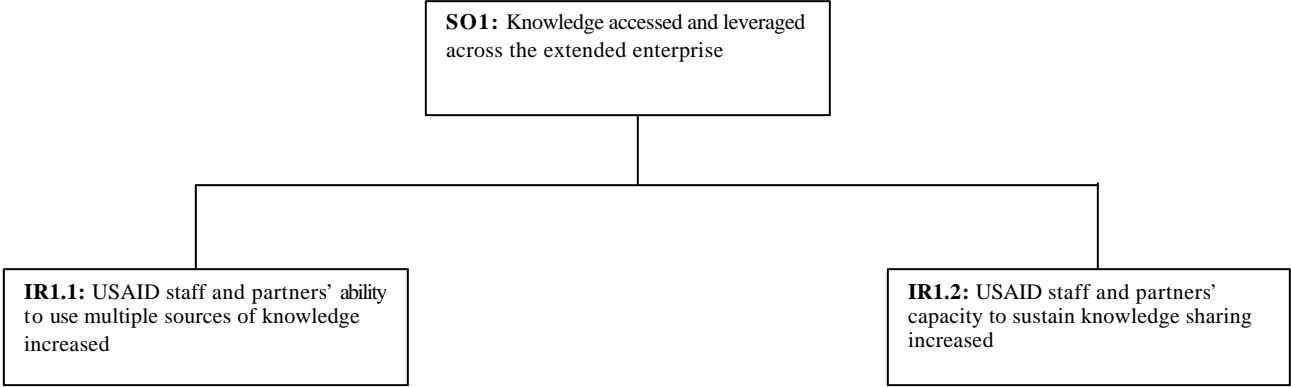 SO1: Knowledge accessed and leveraged
across the extended enterprise
IR1.1: USAID staff and partners’ ability
to use multiple sources of knowledge
increased
IR1.2: USAID staff and partners’
capacity to sustain knowledge sharing
increased